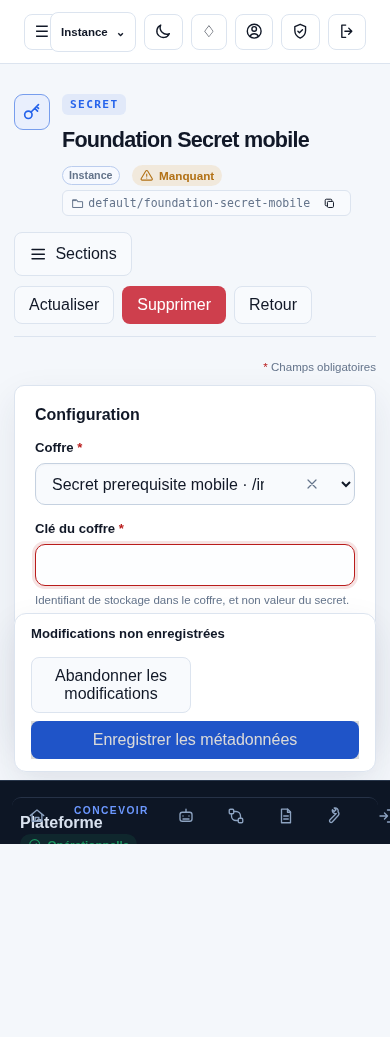 Instance
SECRET
Foundation Secret mobile
Instance
Manquant
default/foundation-secret-mobile
Sections
Actualiser
Supprimer
Retour
* Champs obligatoires
Configuration
Coffre *
Secret prerequisite mobile · /ir
Clé du coffre *
Identifiant de stockage dans le coffre, et non valeur du secret.
Modifications non enregistrées
Abandonner les
modifications
Enregistrer les métadonnées
CONCEVOIR
Plateforme
Opérationnelle